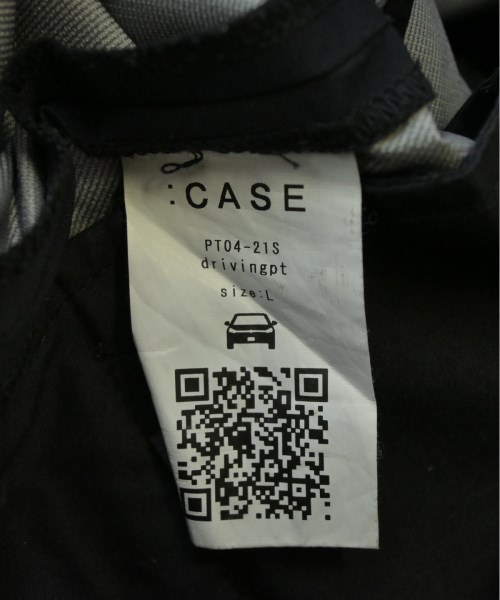 :CASE
PT04-21S
drivingpt
size:L